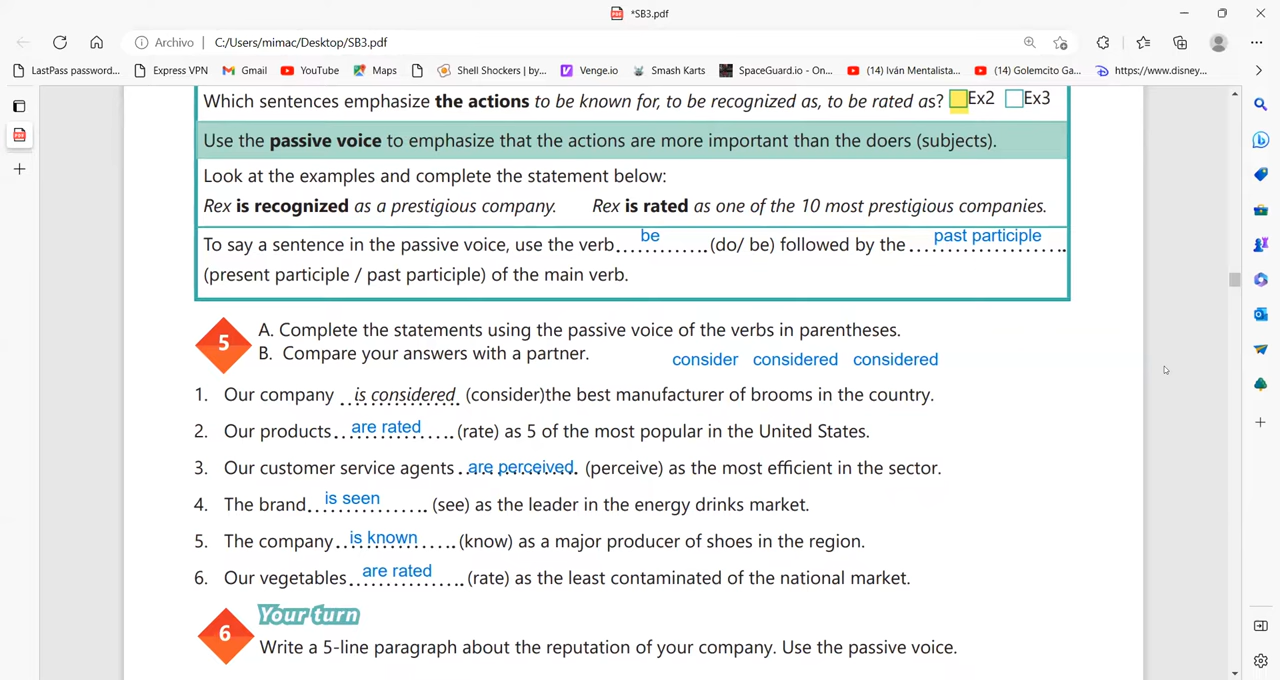 *SB3.pdf
Archivo C:/Users/mimac/Desktop/SB3.pdf
LastPass password... Express VPN Gmail YouTube Maps Shell Shockers | by... Venge.io Smash Karts SpaceGuard.io - On... (14) Iván Mentalista... (14) Golemcito Ga... https://www.disney...
Which sentences emphasize the actions to be known for, to be recognized as, to be rated as? Ex2 Ex3
Use the passive voice to emphasize that the actions are more important than the doers (subjects).
Look at the examples and complete the statement below:
Rex is recognized as a prestigious company. Rex is rated as one of the 10 most prestigious companies.
To say a sentence in the passive voice, use the verb be (do/ be) followed by the past participle
(present participle / past participle) of the main verb.
5 A. Complete the statements using the passive voice of the verbs in parentheses.
B. Compare your answers with a partner. consider considered considered
1. Our company is considered (consider)the best manufacturer of brooms in the country.
2. Our products are rated (rate) as 5 of the most popular in the United States.
3. Our customer service agents are perceived (perceive) as the most efficient in the sector.
4. The brand is seen (see) as the leader in the energy drinks market.
5. The company is known (know) as a major producer of shoes in the region.
6. Our vegetables are rated (rate) as the least contaminated of the national market.
Your turn
6 Write a 5-line paragraph about the reputation of your company. Use the passive voice.